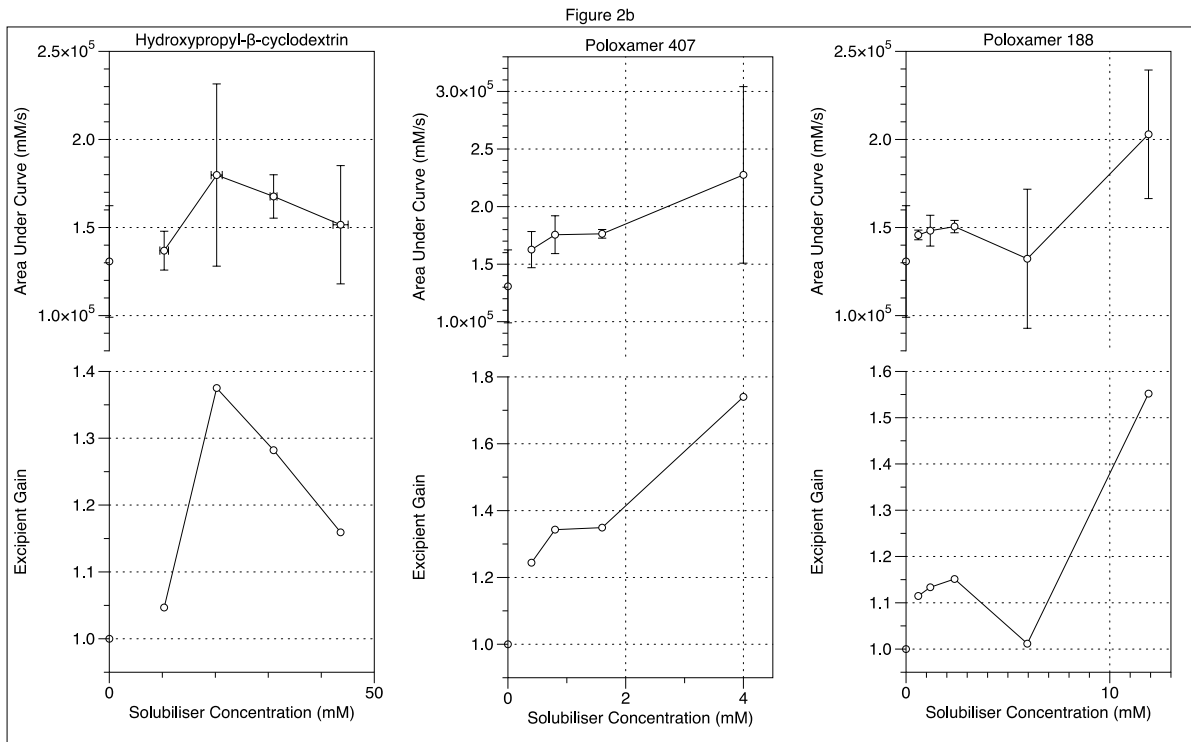 Figure 2b
Hydroxypropyl-β-cyclodextrin
2.5×10⁵
2.0
1.5
1.0×10⁵
Area Under Curve (mM/s)
1.4
1.3
1.2
1.1
1.0
Excipient Gain
0
50
Solubiliser Concentration (mM)
Poloxamer 407
3.0×10⁵
2.5
2.0
1.5
1.0×10⁵
Area Under Curve (mM/s)
1.8
1.6
1.4
1.2
1.0
Excipient Gain
0
2
4
Solubiliser Concentration (mM)
Poloxamer 188
2.5×10⁵
2.0
1.5
1.0×10⁵
Area Under Curve (mM/s)
1.6
1.5
1.4
1.3
1.2
1.1
1.0
Excipient Gain
0
10
Solubiliser Concentration (mM)